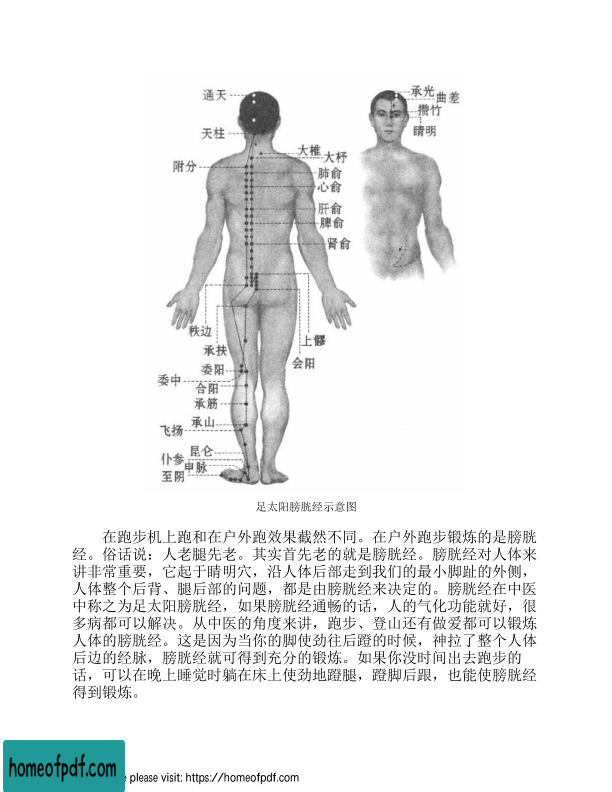 通天
天柱
附分
大椎
大杼
肺俞
心俞
肝俞
脾俞
肾俞
承光
曲差
攒竹
睛明
秩边
承扶
上髎
会阳
委阳
委中
合阳
承筋
承山
飞扬
昆仑
仆参
申脉
至阴
足太阳膀胱经示意图
在跑步机上跑和在户外跑效果截然不同。在户外跑步锻炼的是膀胱
经。俗话说：人老腿先老。其实首先老的就是膀胱经。膀胱经对人体来
讲非常重要，它起于晴明穴，沿人体后部走到我们的最小脚趾的外侧，
人体整个后背、腿后部的问题，都是由膀胱经来决定的。膀胱经在中医
中称之为足太阳膀胱经，如果膀胱经通畅的话，人的气化功能就好，很
多病都可以解决。从中医的角度来讲，跑步、登山还有做爱都可以锻炼
人体的膀胱经。这是因为当你的脚使劲往后蹬的时候，神拉了整个人体
后边的经脉，膀胱经就可得到充分的锻炼。如果你没时间出去跑步的
话，可以在晚上睡觉时躺在床上使劲地蹬腿，蹬脚后跟，也能使膀胱经
得到锻炼。
homeofpdf.com
e please visit: https://homeofpdf.com